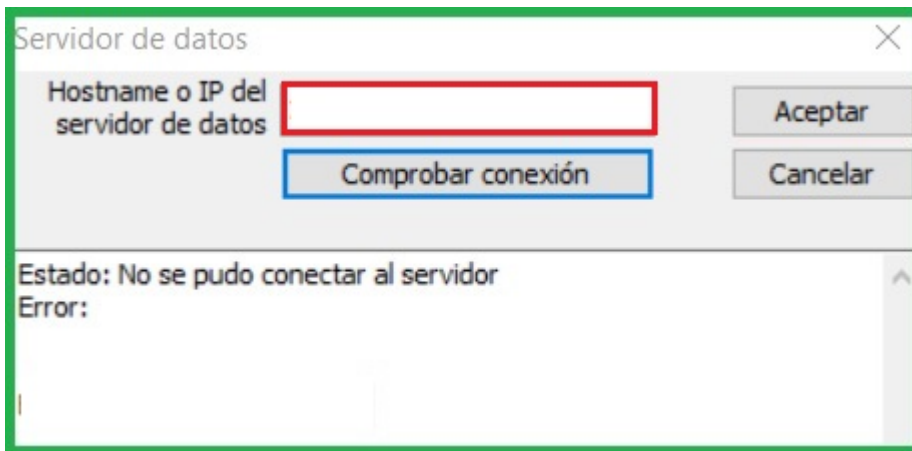 Servidor de datos
Hostname o IP del
servidor de datos
Aceptar
Comprobar conexión
Cancelar
Estado: No se pudo conectar al servidor
Error: